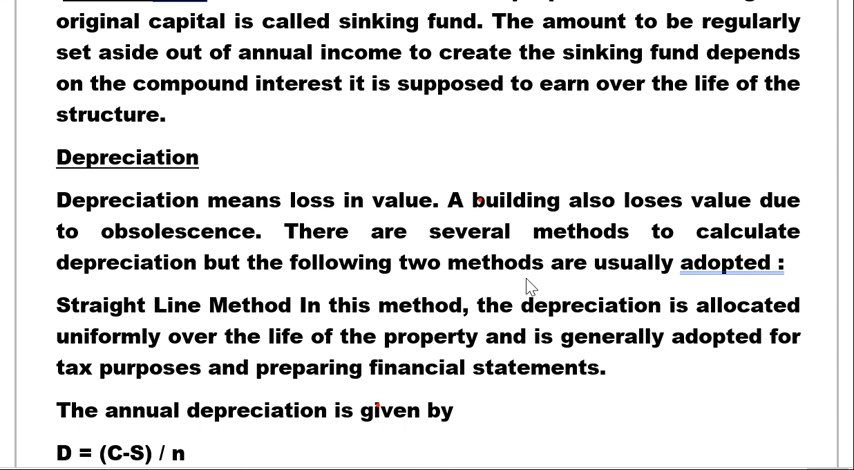 original capital is called sinking fund. The amount to be regularly
set aside out of annual income to create the sinking fund depends
on the compound interest it is supposed to earn over the life of the
structure.
Depreciation
Depreciation means loss in value. A building also loses value due
to obsolescence. There are several methods to calculate
depreciation but the following two methods are usually adopted :
Straight Line Method In this method, the depreciation is allocated
uniformly over the life of the property and is generally adopted for
tax purposes and preparing financial statements.
The annual depreciation is given by
D = (C-S) / n